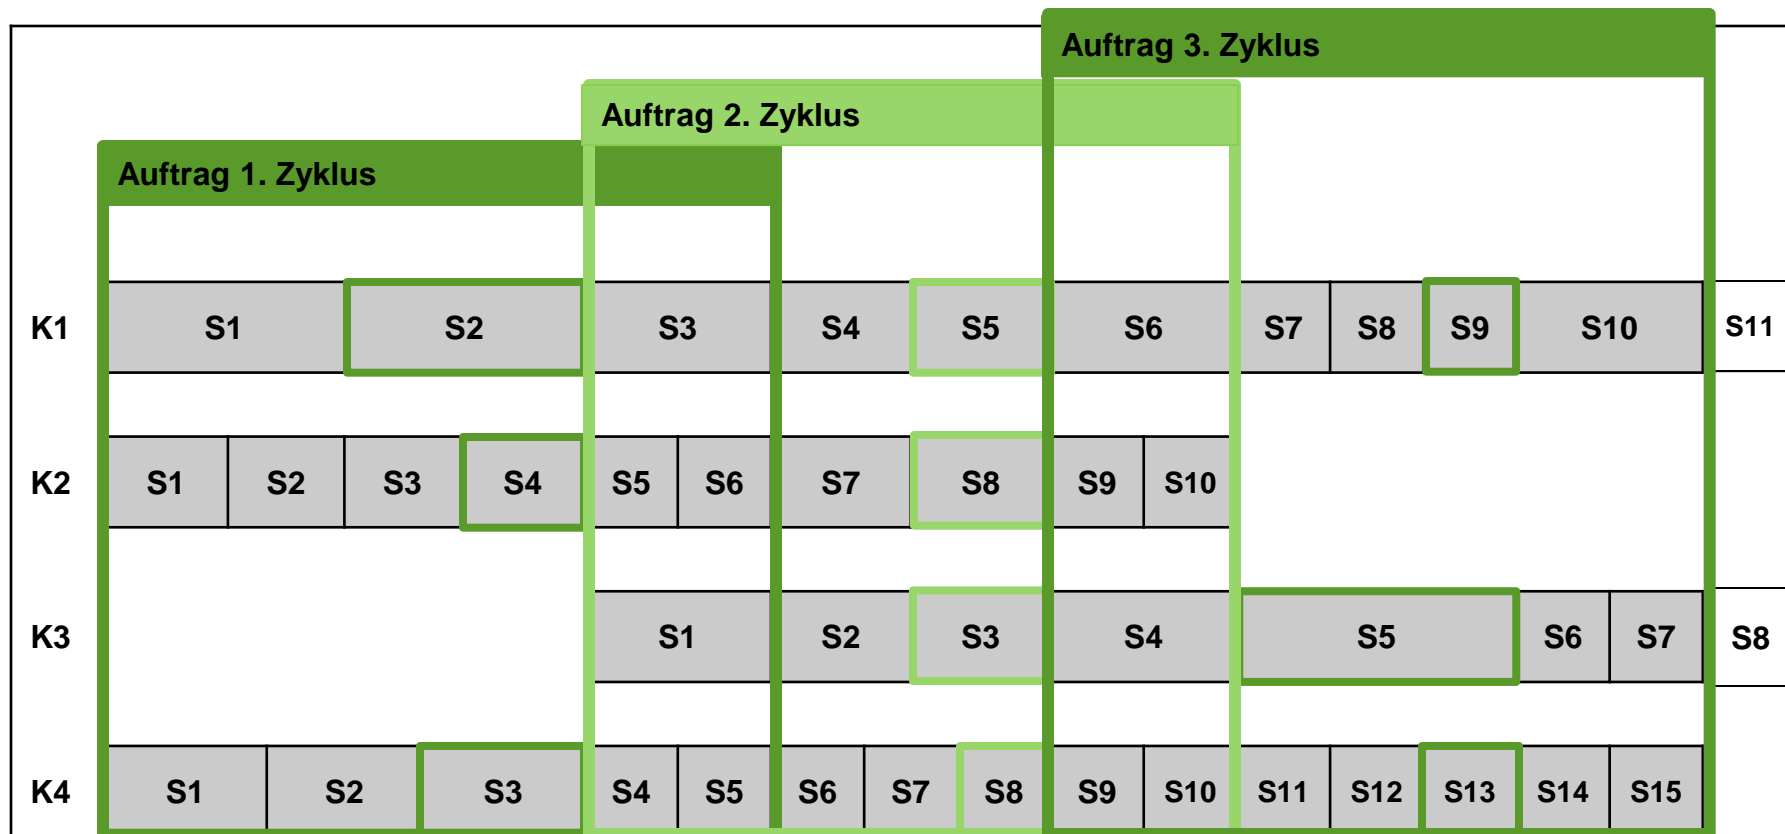 Auftrag 3. Zyklus
Auftrag 2. Zyklus
Auftrag 1. Zyklus
K1 S1 S2 S3 S4 S5 S6 S7 S8 S9 S10 S11
K2 S1 S2 S3 S4 S5 S6 S7 S8 S9 S10
K3 S1 S2 S3 S4 S5 S6 S7 S8
K4 S1 S2 S3 S4 S5 S6 S7 S8 S9 S10 S11 S12 S13 S14 S15